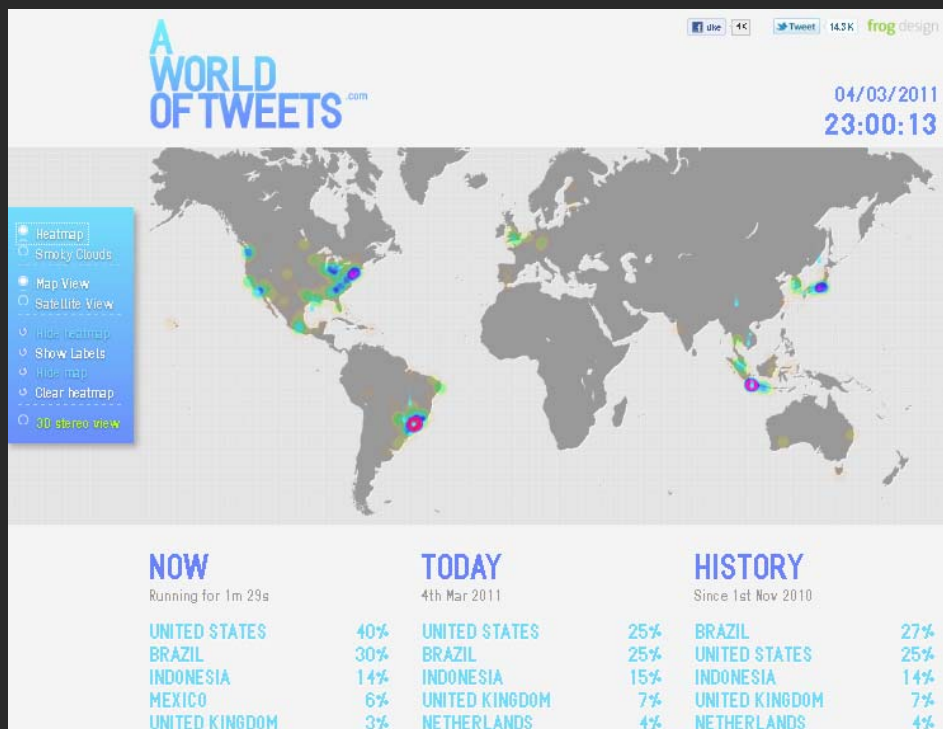 Like 4K Tweet 14.3K frog design
A
WORLD
OF TWEETS .com
04/03/2011
23:00:13
Heatmap
Smoky Clouds
Map View
Satellite View
Hide heatmap
Show Labels
Hide map
Clear heatmap
3D stereo view
NOW
Running for 1m 29s
UNITED STATES 40%
BRAZIL 30%
INDONESIA 14%
MEXICO 6%
UNITED KINGDOM 3%
TODAY
4th Mar 2011
UNITED STATES 25%
BRAZIL 25%
INDONESIA 15%
UNITED KINGDOM 7%
NETHERLANDS 4%
HISTORY
Since 1st Nov 2010
BRAZIL 27%
UNITED STATES 25%
INDONESIA 14%
UNITED KINGDOM 7%
NETHERLANDS 4%